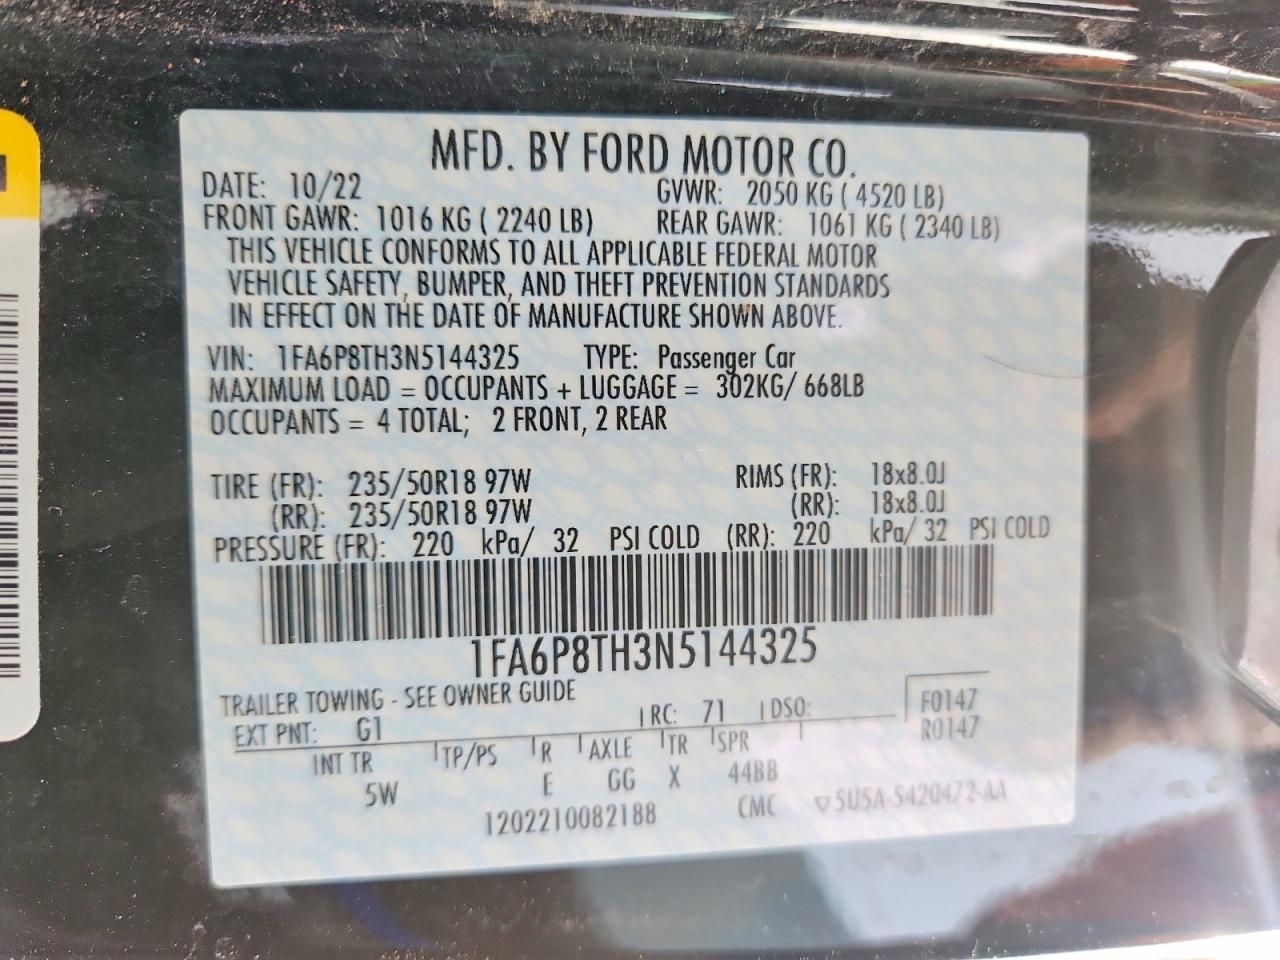 MFD. BY FORD MOTOR CO.
DATE: 10/22 GVWR: 2050 KG ( 4520 LB)
FRONT GAWR: 1016 KG ( 2240 LB) REAR GAWR: 1061 KG ( 2340 LB)
THIS VEHICLE CONFORMS TO ALL APPLICABLE FEDERAL MOTOR
VEHICLE SAFETY, BUMPER, AND THEFT PREVENTION STANDARDS
IN EFFECT ON THE DATE OF MANUFACTURE SHOWN ABOVE.
VIN: 1FA6P8TH3N5144325 TYPE: Passenger Car
MAXIMUM LOAD = OCCUPANTS + LUGGAGE = 302KG/ 668LB
OCCUPANTS = 4 TOTAL; 2 FRONT, 2 REAR
TIRE (FR): 235/50R18 97W RIMS (FR): 18x8.0J
(RR): 235/50R18 97W (RR): 18x8.0J
PRESSURE (FR): 220 kPa/ 32 PSI COLD (RR): 220 kPa/ 32 PSI COLD
1FA6P8TH3N5144325
TRAILER TOWING - SEE OWNER GUIDE
EXT PNT: G1 RC: 71 DSO: F0147
R0147
INT TR TP/PS R AXLE TR SPR
5W E GG X 44BB
1202210082188 CMC ▽5U5A-5420472-AA